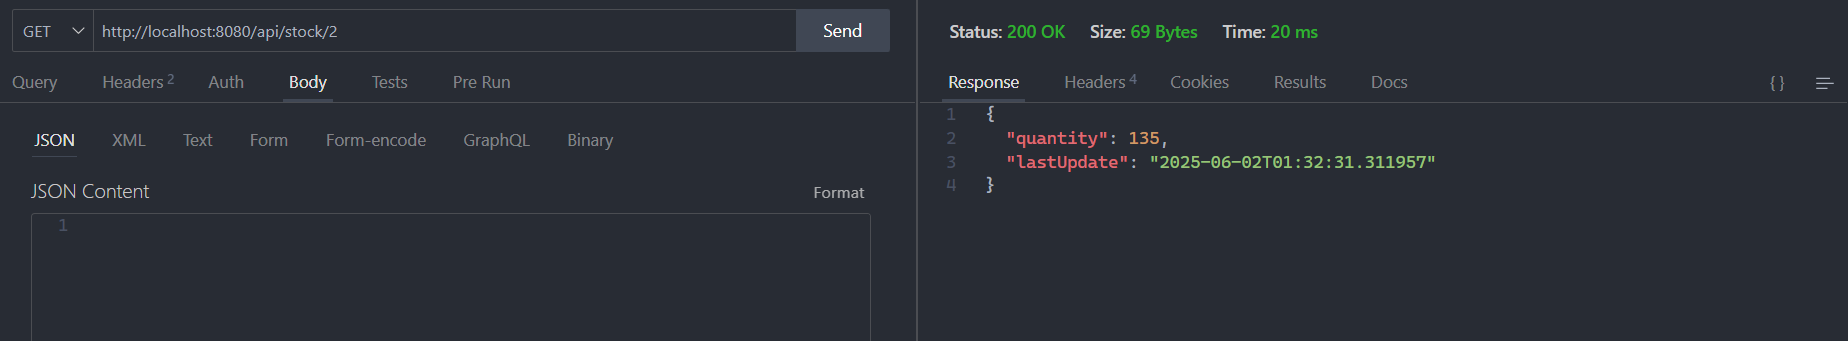 GET http://localhost:8080/api/stock/2 Send
Query Headers 2 Auth Body Tests Pre Run
JSON XML Text Form Form-encode GraphQL Binary
JSON Content Format
1
Status: 200 OK Size: 69 Bytes Time: 20 ms
Response Headers 4 Cookies Results Docs { }
1 {
2 "quantity": 135,
3 "lastUpdate": "2025-06-02T01:32:31.311957"
4 }